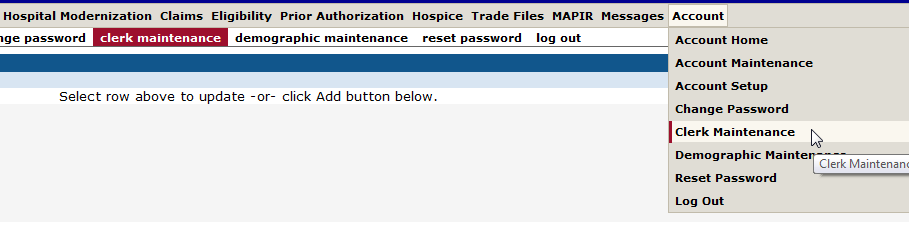 Hospital Modernization Claims Eligibility Prior Authorization Hospice Trade Files MAPIR Messages Account
nge password clerk maintenance demographic maintenance reset password log out
Select row above to update -or- click Add button below.
Account Home
Account Maintenance
Account Setup
Change Password
Clerk Maintenance
Demographic Maintenance
Clerk Maintenanc
Reset Password
Log Out